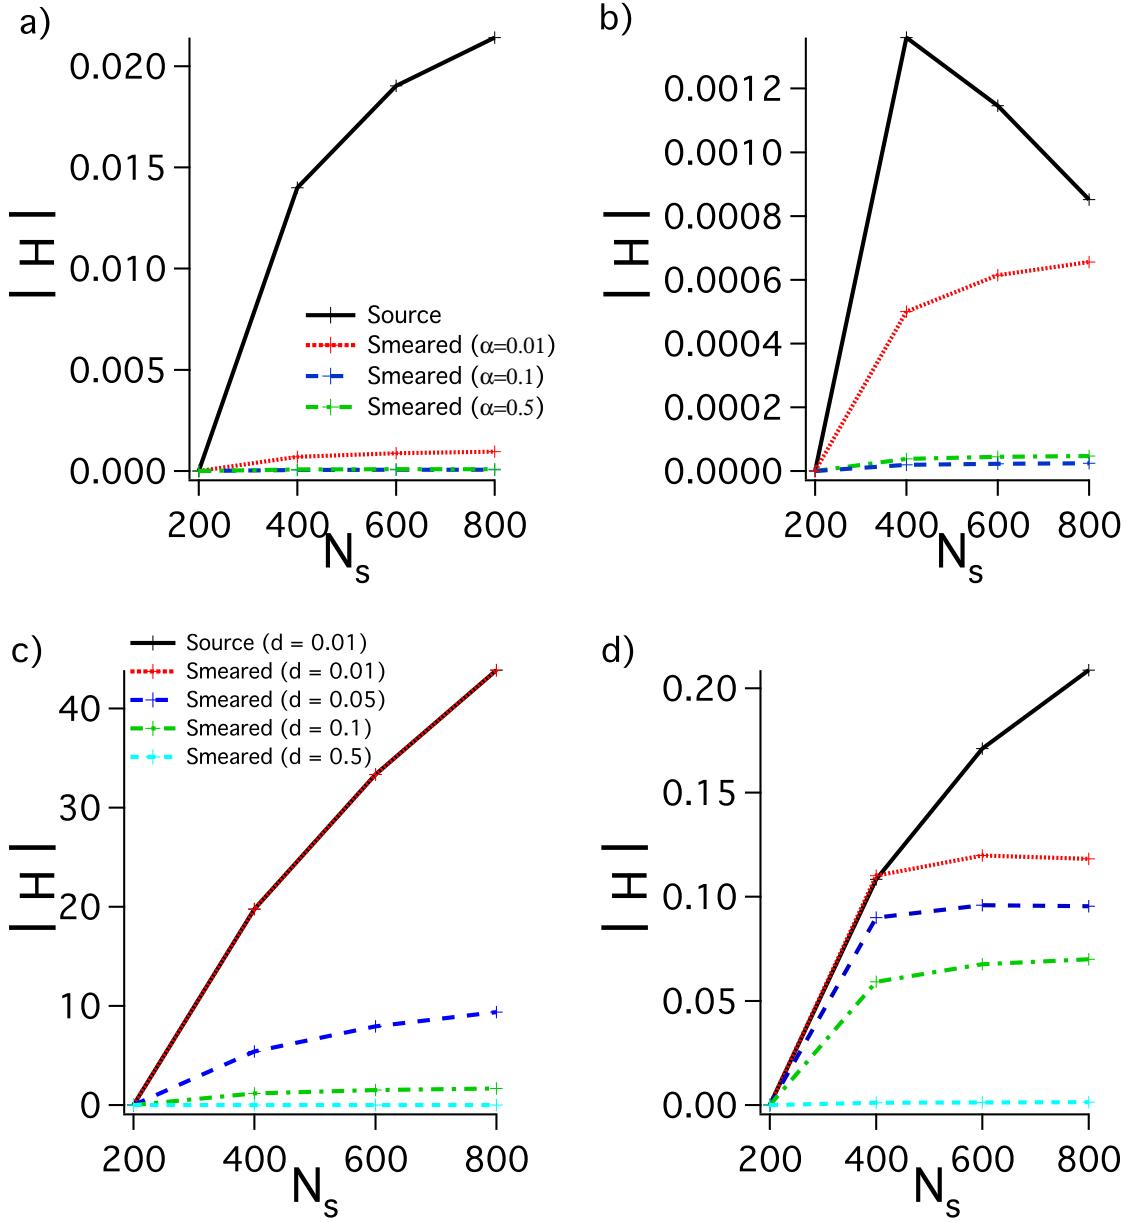 a)
0.020
0.015
0.010
0.005
0.000
| H |
200 400 600 800
N_s
Source
Smeared (α=0.01)
Smeared (α=0.1)
Smeared (α=0.5)
b)
0.0012
0.0010
0.0008
0.0006
0.0004
0.0002
0.0000
| H |
200 400 600 800
N_s
c)
Source (d = 0.01)
Smeared (d = 0.01)
Smeared (d = 0.05)
Smeared (d = 0.1)
Smeared (d = 0.5)
40
30
20
10
0
| H |
200 400 600 800
N_s
d)
0.20
0.15
0.10
0.05
0.00
| H |
200 400 600 800
N_s